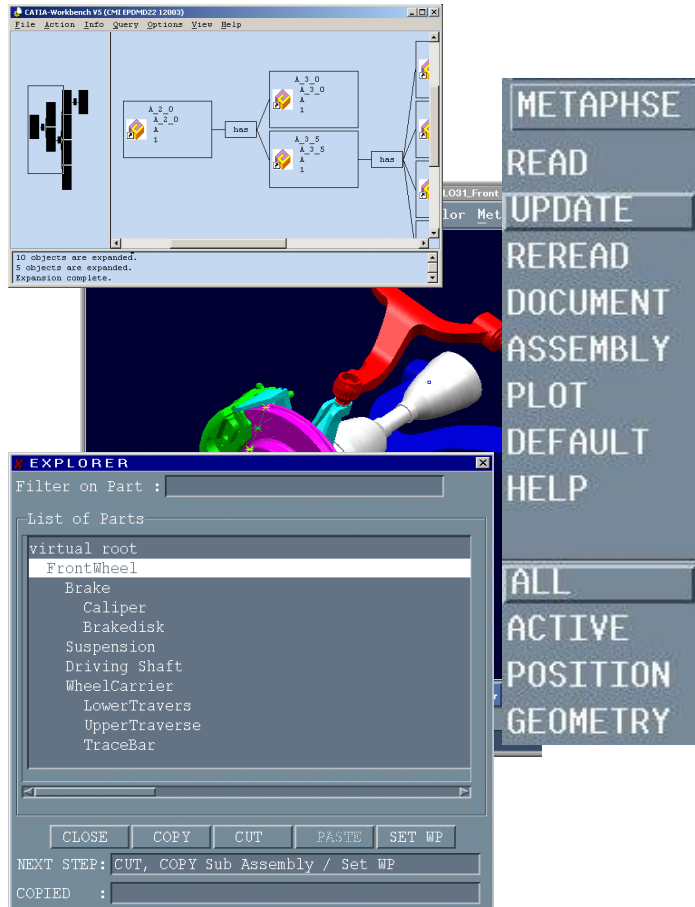 CATIA-Workbench V5 (CMI EPDMD22 12003)
File Action Info Query Options View Help
A_2_0
A_2_0
A
1
has
A_3_0
A_3_0
A
1
A_3_5
A_3_5
A
1
has
10 objects are expanded.
5 objects are expanded.
Expansion complete.
LO31_Front
lor Met
METAPHSE
READ
UPDATE
REREAD
DOCUMENT
ASSEMBLY
PLOT
DEFAULT
HELP
ALL
ACTIVE
POSITION
GEOMETRY
EXPLORER
Filter on Part :
List of Parts
virtual root
FrontWheel
Brake
Caliper
Brakedisk
Suspension
Driving Shaft
WheelCarrier
LowerTravers
UpperTraverse
TraceBar
CLOSE COPY CUT PASTE SET WP
NEXT STEP: CUT, COPY Sub Assembly / Set WP
COPIED :